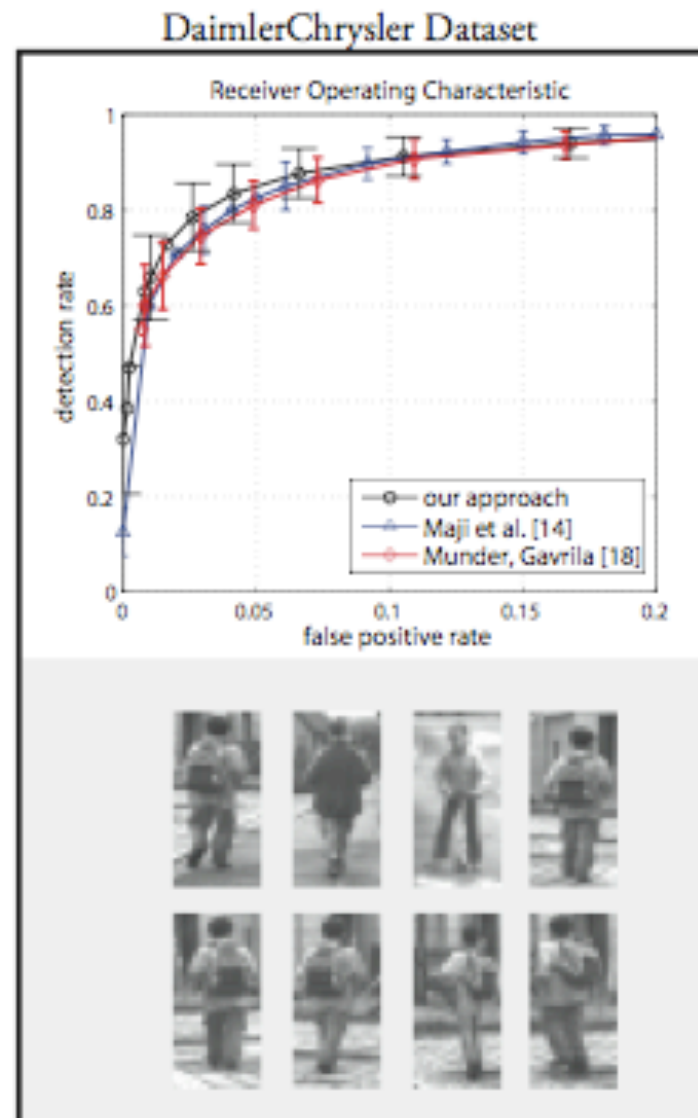 DaimlerChrysler Dataset
Receiver Operating Characteristic
1
0.8
0.6
0.4
0.2
0
detection rate
our approach
Maji et al. [14]
Munder, Gavrila [18]
0 0.05 0.1 0.15 0.2
false positive rate